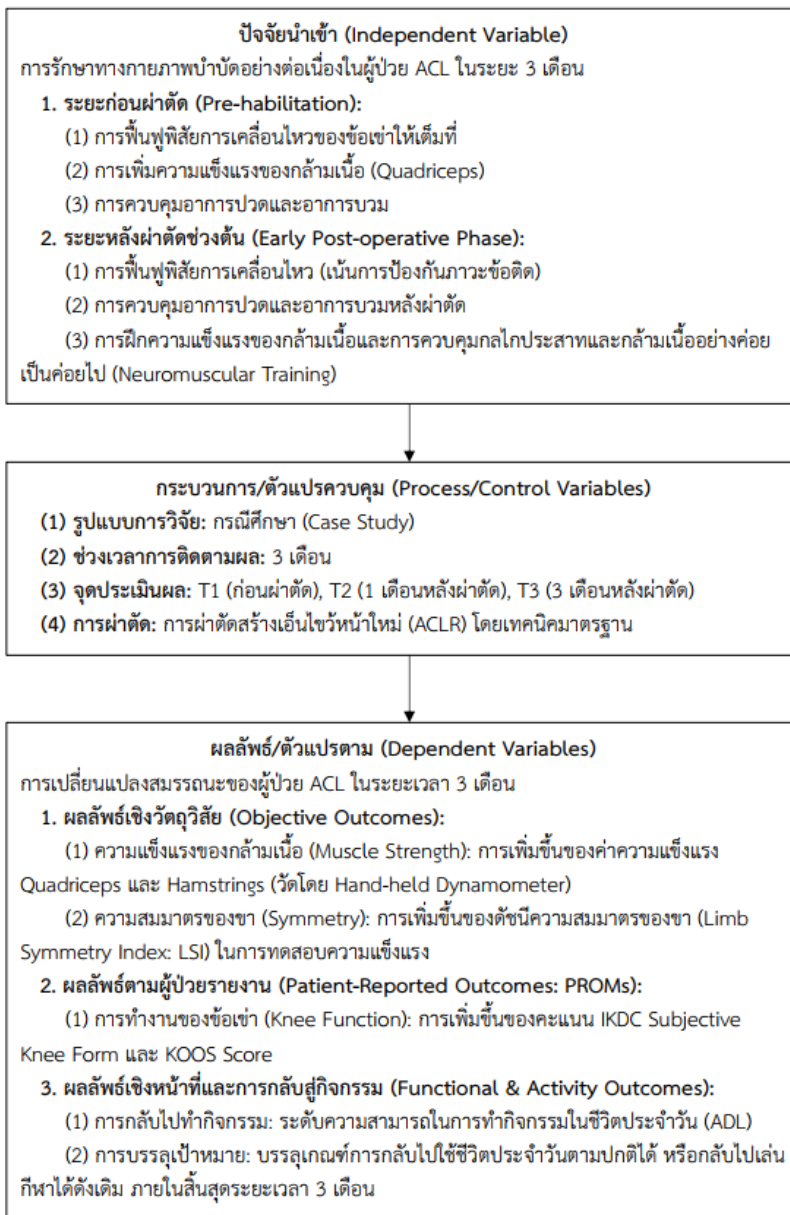 ปัจจัยนำเข้า (Independent Variable)
การรักษาทางกายภาพบำบัดอย่างต่อเนื่องในผู้ป่วย ACL ในระยะ 3 เดือน
1. ระยะก่อนผ่าตัด (Pre-habilitation):
(1) การฟื้นฟูพิสัยการเคลื่อนไหวของข้อเข่าให้เต็มที่
(2) การเพิ่มความแข็งแรงของกล้ามเนื้อ (Quadriceps)
(3) การควบคุมอาการปวดและอาการบวม
2. ระยะหลังผ่าตัดช่วงต้น (Early Post-operative Phase):
(1) การฟื้นฟูพิสัยการเคลื่อนไหว (เน้นการป้องกันภาวะข้อติด)
(2) การควบคุมอาการปวดและอาการบวมหลังผ่าตัด
(3) การฝึกความแข็งแรงของกล้ามเนื้อและการควบคุมกลไกประสาทและกล้ามเนื้ออย่างค่อย
เป็นค่อยไป (Neuromuscular Training)
กระบวนการ/ตัวแปรควบคุม (Process/Control Variables)
(1) รูปแบบการวิจัย: กรณีศึกษา (Case Study)
(2) ช่วงเวลาการติดตามผล: 3 เดือน
(3) จุดประเมินผล: T1 (ก่อนผ่าตัด), T2 (1 เดือนหลังผ่าตัด), T3 (3 เดือนหลังผ่าตัด)
(4) การผ่าตัด: การผ่าตัดสร้างเอ็นไขว้หน้าใหม่ (ACLR) โดยเทคนิคมาตรฐาน
ผลลัพธ์/ตัวแปรตาม (Dependent Variables)
การเปลี่ยนแปลงสมรรถนะของผู้ป่วย ACL ในระยะเวลา 3 เดือน
1. ผลลัพธ์เชิงวัตถุวิสัย (Objective Outcomes):
(1) ความแข็งแรงของกล้ามเนื้อ (Muscle Strength): การเพิ่มขึ้นของค่าความแข็งแรง
Quadriceps และ Hamstrings (วัดโดย Hand-held Dynamometer)
(2) ความสมมาตรของขา (Symmetry): การเพิ่มขึ้นของดัชนีความสมมาตรของขา (Limb
Symmetry Index: LSI) ในการทดสอบความแข็งแรง
2. ผลลัพธ์ตามผู้ป่วยรายงาน (Patient-Reported Outcomes: PROMs):
(1) การทำงานของข้อเข่า (Knee Function): การเพิ่มขึ้นของคะแนน IKDC Subjective
Knee Form และ KOOS Score
3. ผลลัพธ์เชิงหน้าที่และการกลับสู่กิจกรรม (Functional & Activity Outcomes):
(1) การกลับไปทำกิจกรรม: ระดับความสามารถในการทำกิจกรรมในชีวิตประจำวัน (ADL)
(2) การบรรลุเป้าหมาย: บรรลุเกณฑ์การกลับไปใช้ชีวิตประจำวันตามปกติได้ หรือกลับไปเล่น
กีฬาได้ดังเดิม ภายในสิ้นสุดระยะเวลา 3 เดือน